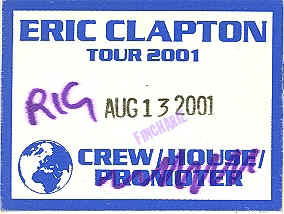 ERIC CLAPTON
TOUR 2001
RIG
AUG 13 2001
CREW/HOUSE/
PROMOTER